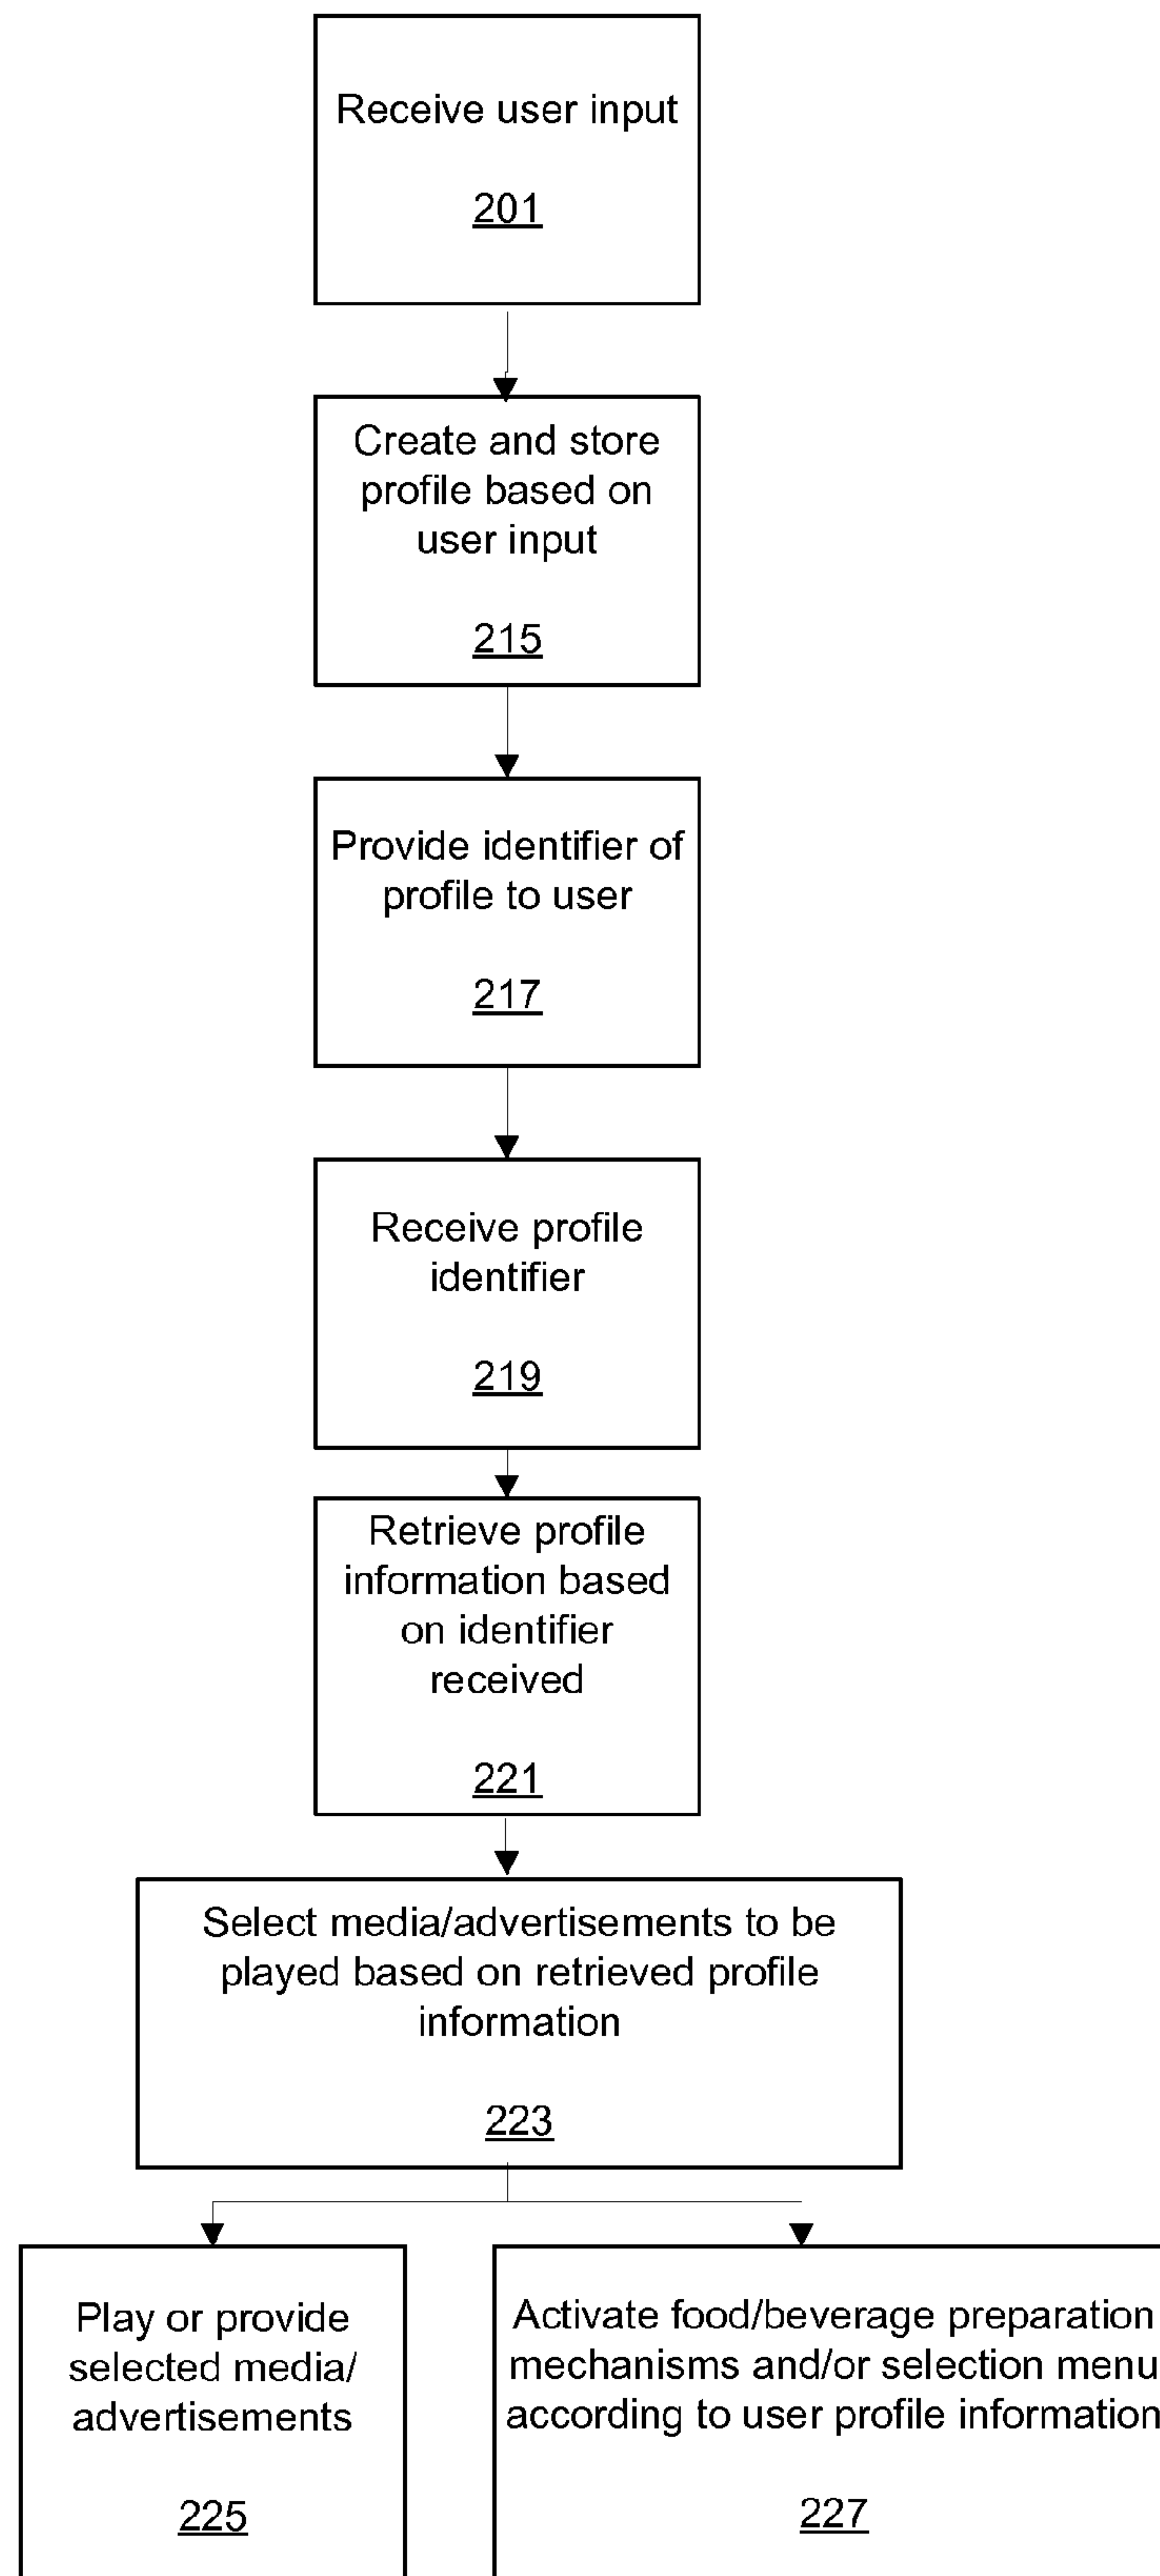 Receive user input
201
Create and store
profile based on
user input
215
Provide identifier of
profile to user
217
Receive profile
identifier
219
Retrieve profile
information based
on identifier
received
221
Select media/advertisements to be
played based on retrieved profile
information
223
Play or provide
selected media/
advertisements
225
Activate food/beverage preparation
mechanisms and/or selection menu
according to user profile information
227